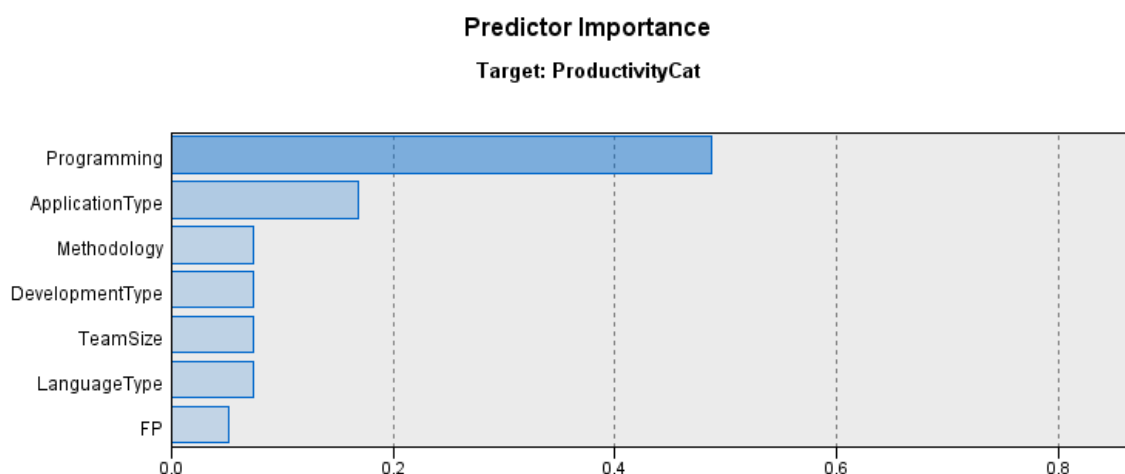 Predictor Importance
Target: ProductivityCat
Programming
ApplicationType
Methodology
DevelopmentType
TeamSize
LanguageType
FP
0.0 0.2 0.4 0.6 0.8